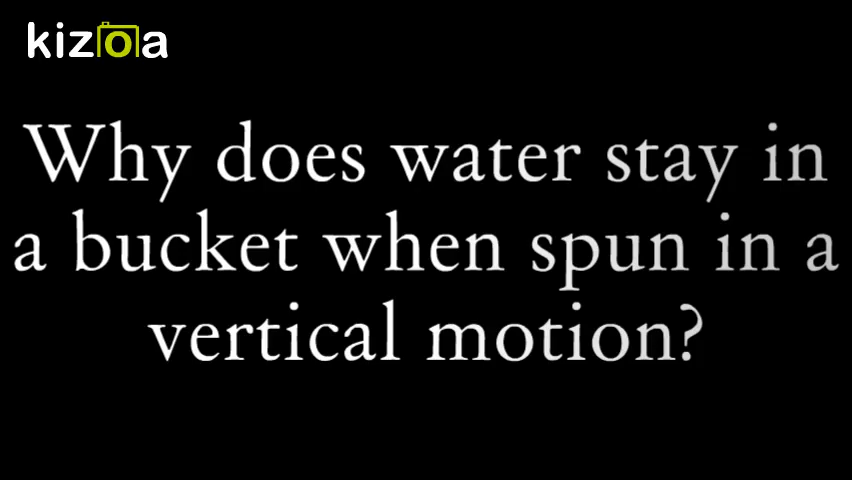 kizoa
Why does water stay in
a bucket when spun in a
vertical motion?